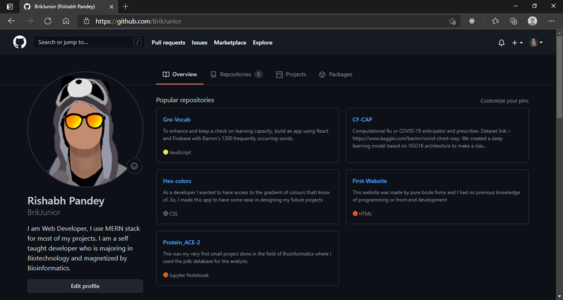 BrikJunior (Rishabh Pandey)
https://github.com/BrikJunior
Search or jump to...
/
Pull requests Issues Marketplace Explore
Overview
Repositories 5
Projects
Packages
Popular repositories
Customize your pins
Gre-Vocab
To enhance and keep a check on learning capacity, build an app using React
and Firebase with Barron's 1300 frequently occuring words.
JavaScript
CF-CAP
Computational Ru or COVID-19 anticipator and prescriber. Dataset link:-
https://www.kaggle.com/bachrr/covid-chest-xray. We created a deep
learning model based on VGG19 architecture to make a clas...
Hex-colors
As a developer I wanted to have access to the gradient of colours that I know
of. So, I made this app to have some ease in designing my future projects
CSS
First-Website
This website was made by pure brute force and I had no previous knowledge
of programming or front-end development
HTML
Protein_ACE-2
This was my very first small project done in the field of Bioinformatics where I
used the pdb database for the analysis.
Jupyter Notebook
Rishabh Pandey
BrikJunior
I am Web Developer, I use MERN stack
for most of my projects. I am a self
taught developer who is majoring in
Biotechnology and magnetized by
Bioinformatics.
Edit profile